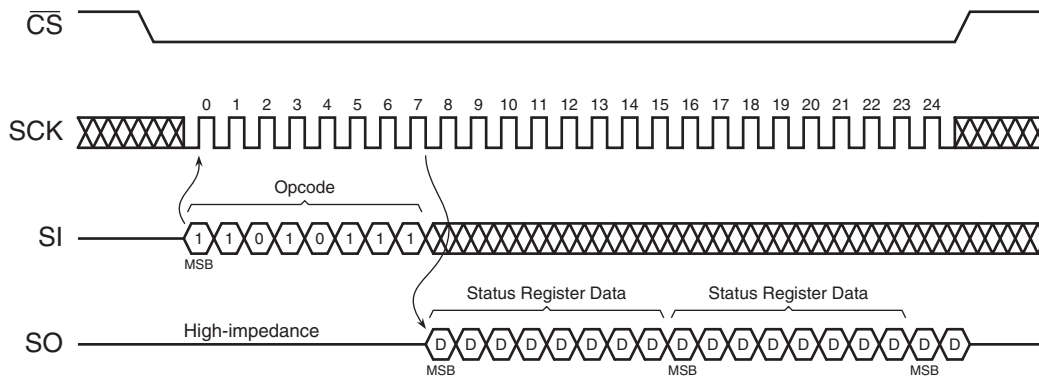 CS
SCK
0 1 2 3 4 5 6 7 8 9 10 11 12 13 14 15 16 17 18 19 20 21 22 23 24
Opcode
SI
1 1 0 1 0 1 1 1
MSB
Status Register Data Status Register Data
SO
High-impedance
D D D D D D D D D D D D D D D D D D
MSB MSB MSB